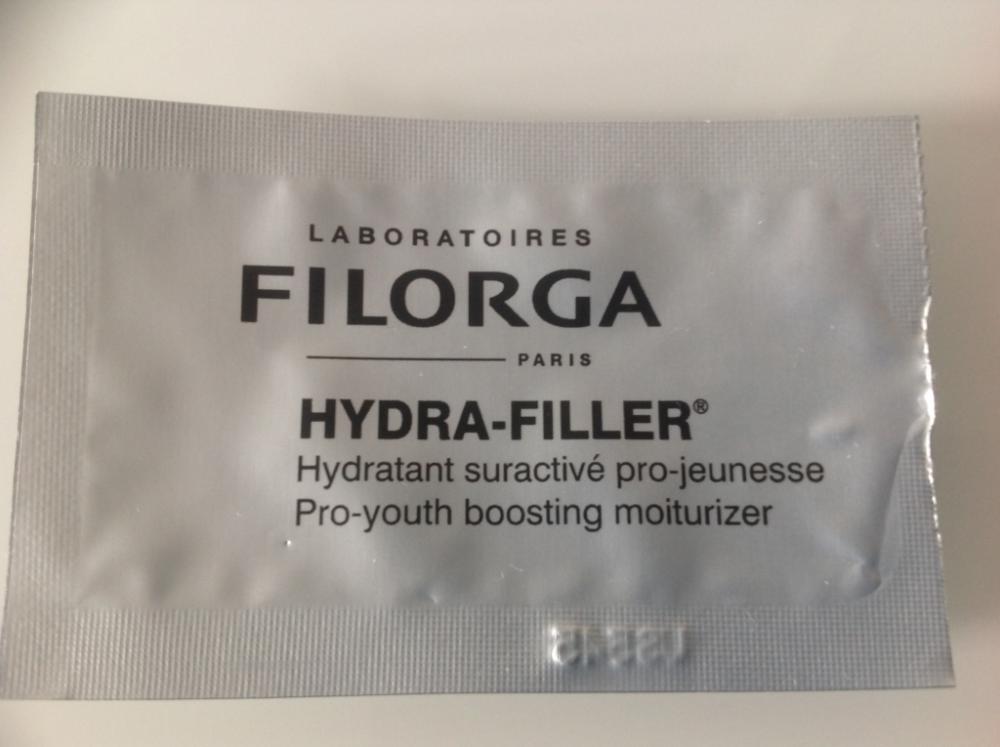 LABORATOIRES
FILORGA
PARIS
HYDRA-FILLER®
Hydratant suractivé pro-jeunesse
Pro-youth boosting moiturizer